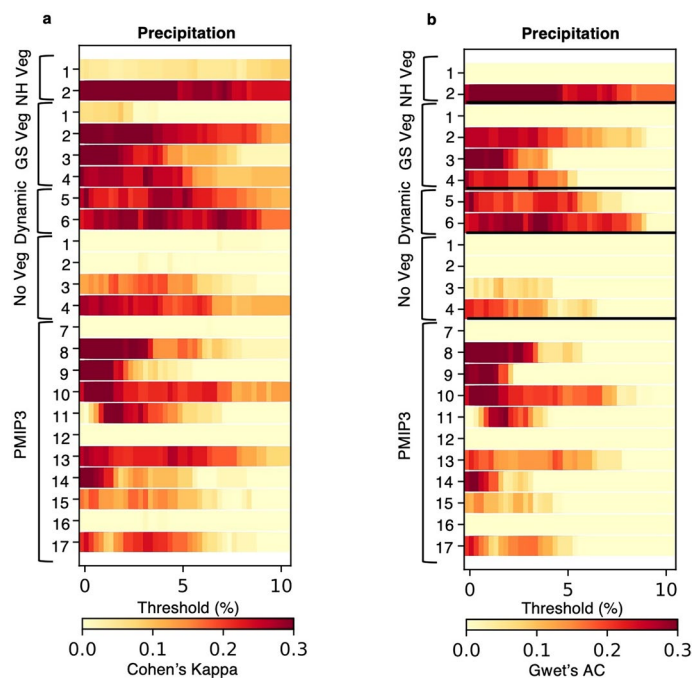 a
Precipitation
NH Veg
1
2
GS Veg
1
2
3
4
Dynamic
5
6
No Veg
1
2
3
4
PMIP3
7
8
9
10
11
12
13
14
15
16
17
0 5 10
Threshold (%)
0.0 0.1 0.2 0.3
Cohen's Kappa
b
Precipitation
NH Veg
1
2
GS Veg
1
2
3
4
Dynamic
5
6
No Veg
1
2
3
4
PMIP3
7
8
9
10
11
12
13
14
15
16
17
0 5 10
Threshold (%)
0.0 0.1 0.2 0.3
Gwet's AC